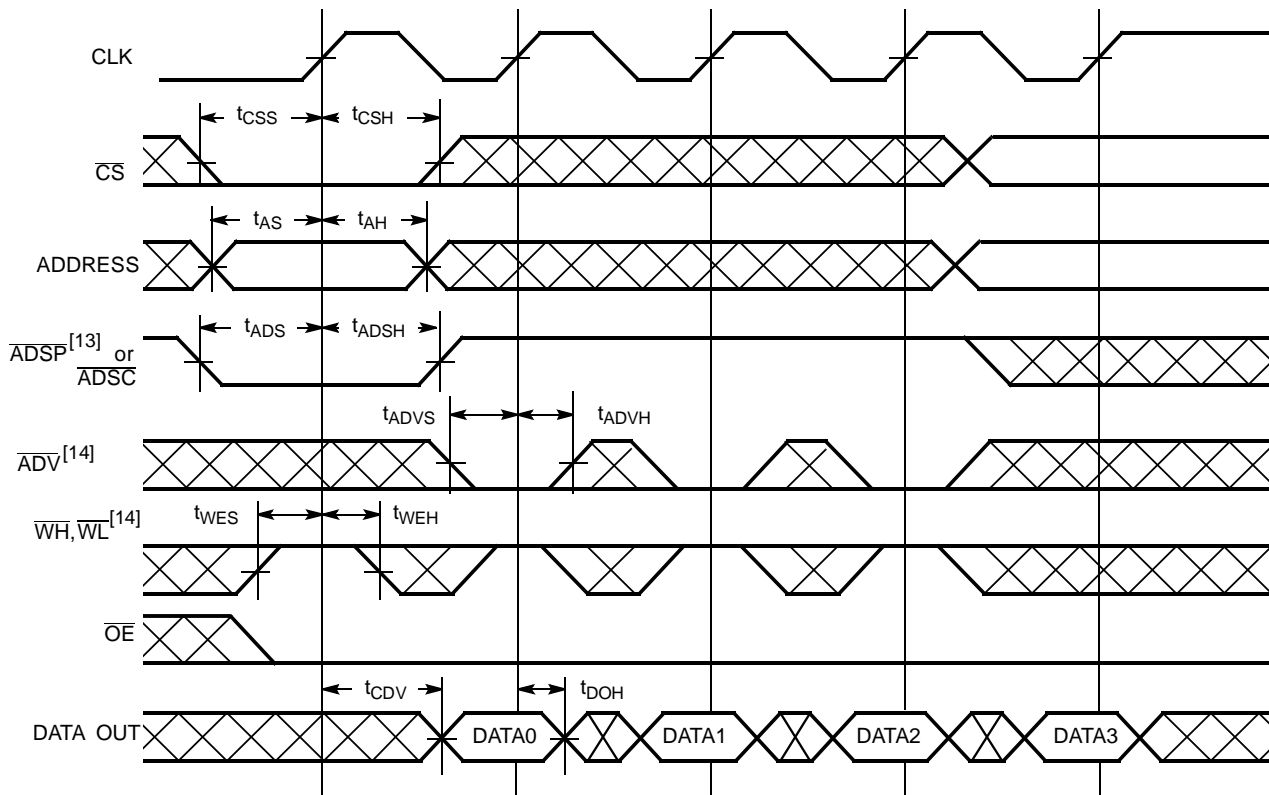 CLK
tCSS tCSH
CS
tAS tAH
ADDRESS
tADS tADSH
ADSP[13] or
ADSC
tADVS tADVH
ADV[14]
tWES tWEH
WH, WL[14]
OE
tCDV tDOH
DATA OUT DATA0 DATA1 DATA2 DATA3